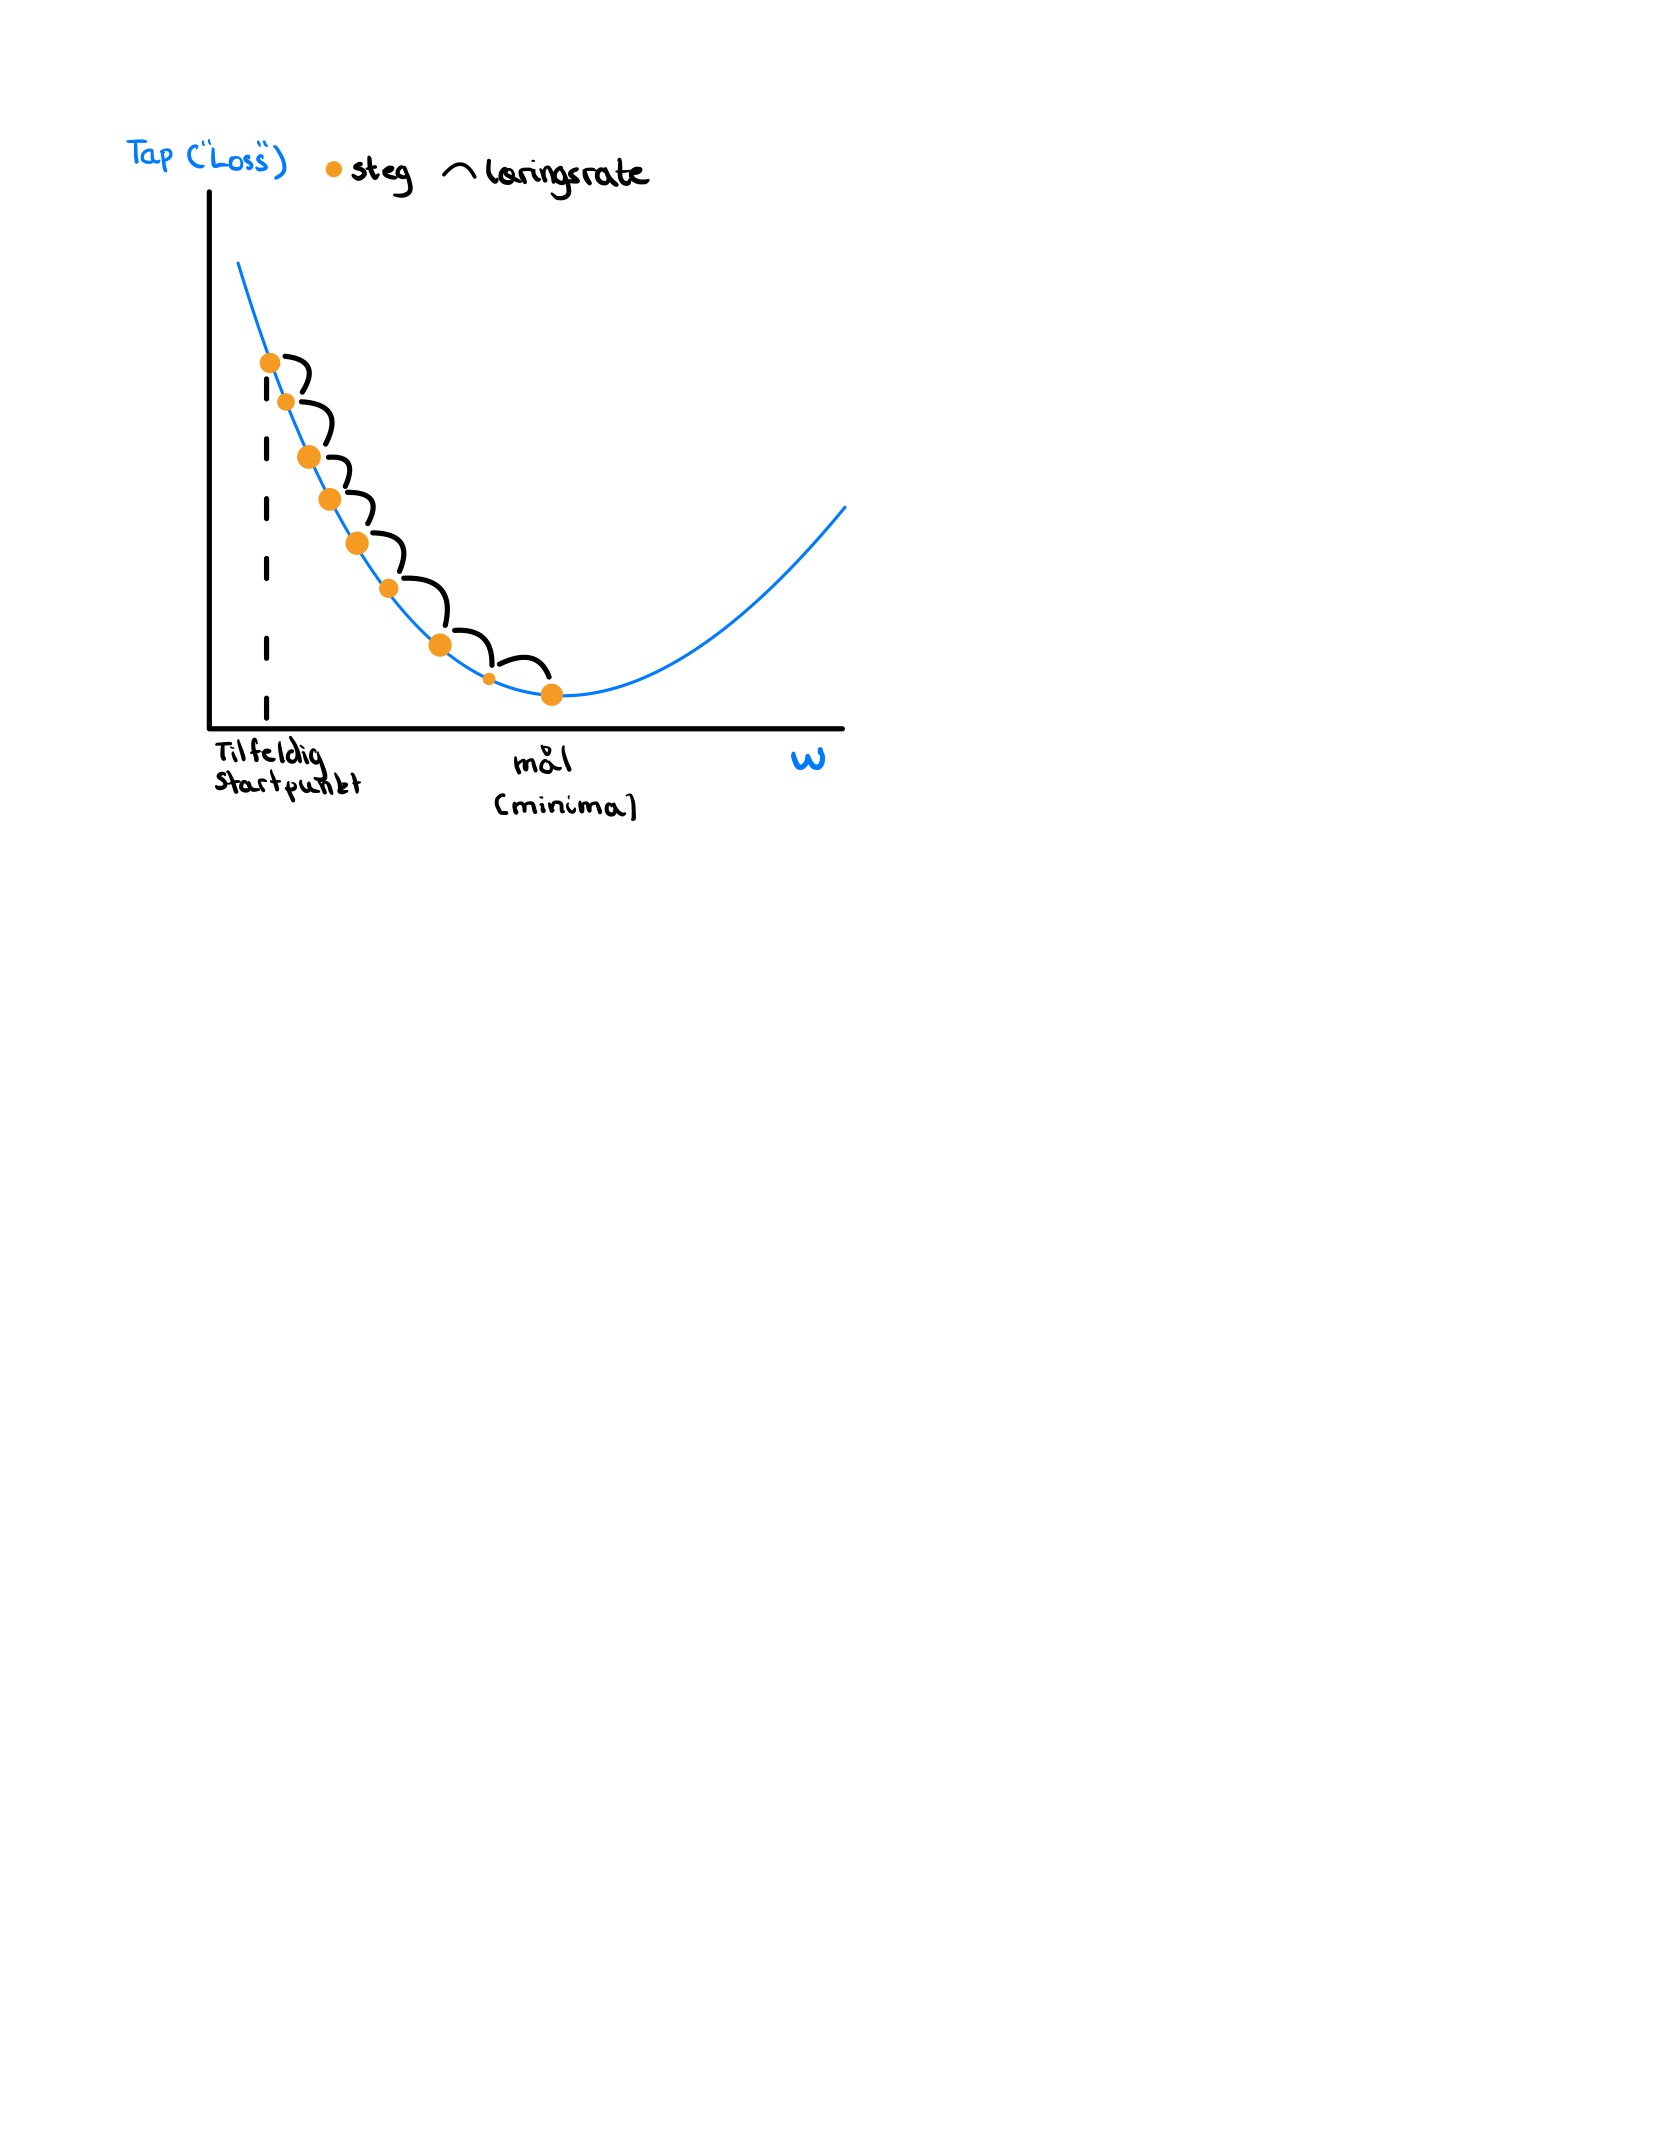 Tap ("Loss") steg læringsrate
Tilfeldig
startpunkt
mål
(minima)
w